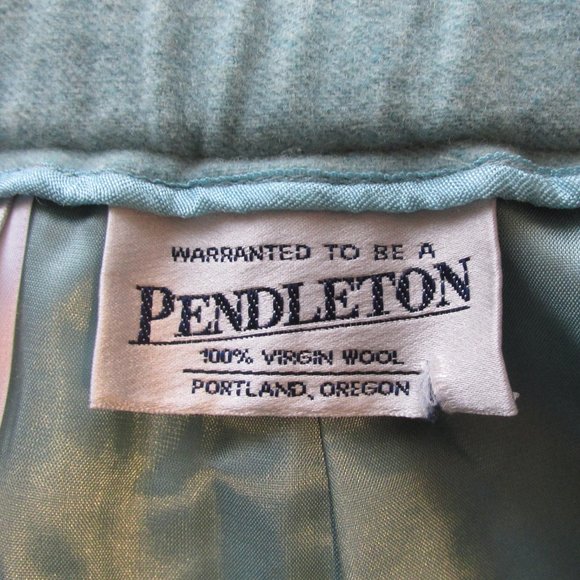 WARRANTED TO BE A
PENDLETON
100% VIRGIN WOOL
PORTLAND, OREGON